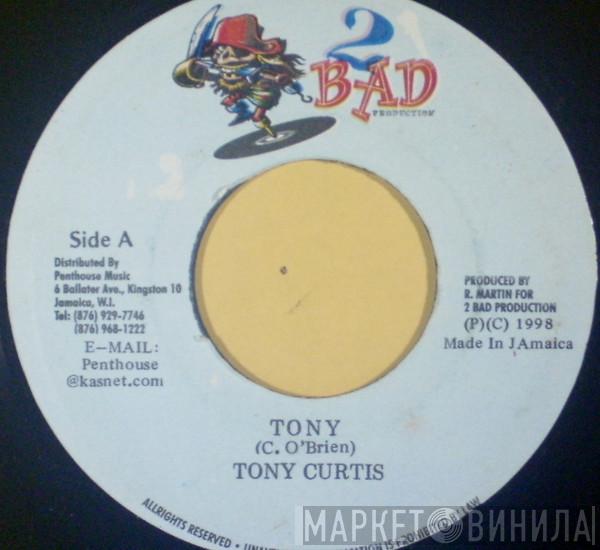 2
BAD
PRODUCTION
Side A
Distributed By
Penthouse Music
6 Ballater Ave., Kingston 10
Jamaica, W.I.
Tel: (876) 929-7746
(876) 968-1222
E-MAIL:
Penthouse
@kasnet.com
PRODUCED BY
R. MARTIN FOR
2 BAD PRODUCTION
(P)(C) 1998
Made In JAmaica
TONY
(C. O'Brien)
TONY CURTIS
ALLRIGHTS RESERVED • LAW
МАРКЕТ ВИНИЛА